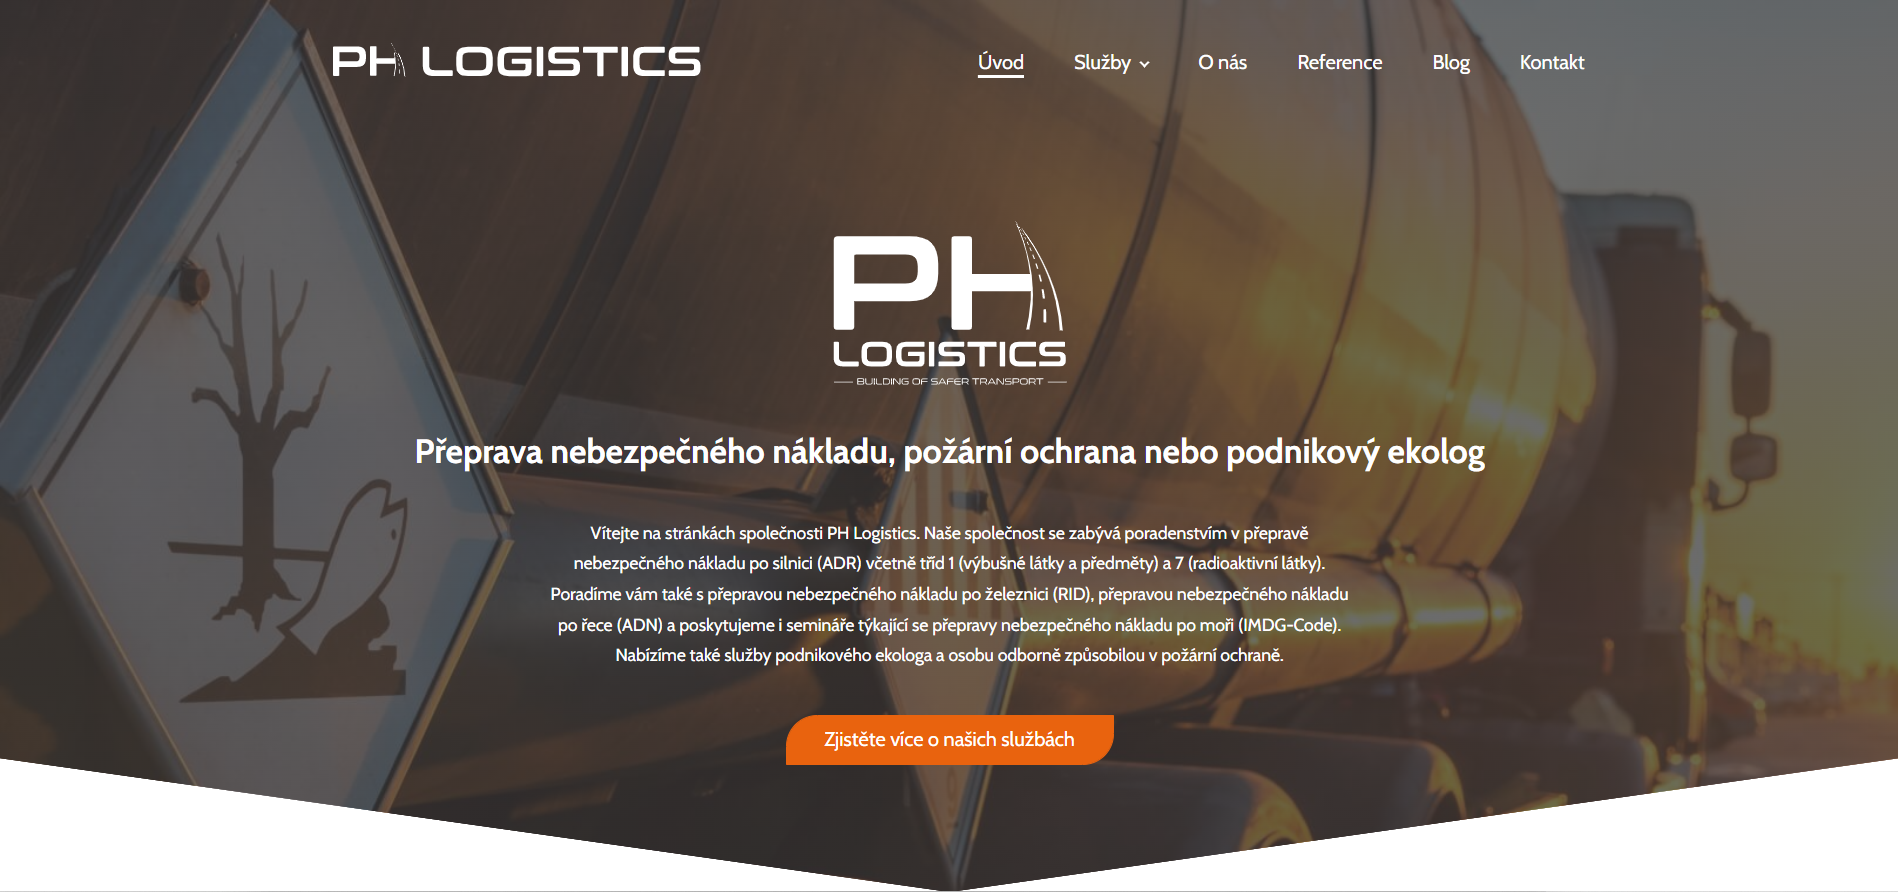 PH LOGISTICS
Úvod
Služby
O nás
Reference
Blog
Kontakt
PH
LOGISTICS
BUILDING OF SAFER TRANSPORT
Přeprava nebezpečného nákladu, požární ochrana nebo podnikový ekolog
Vítejte na stránkách společnosti PH Logistics. Naše společnost se zabývá poradenstvím v přepravě
nebezpečného nákladu po silnici (ADR) včetně tříd 1 (výbušné látky a předměty) a 7 (radioaktivní látky).
Poradíme vám také s přepravou nebezpečného nákladu po železnici (RID), přepravou nebezpečného nákladu
po řece (ADN) a poskytujeme i semináře týkající se přepravy nebezpečného nákladu po moři (IMDG-Code).
Nabízíme také služby podnikového ekologa a osobu odborně způsobilou v požární ochraně.
Zjistěte více o našich službách